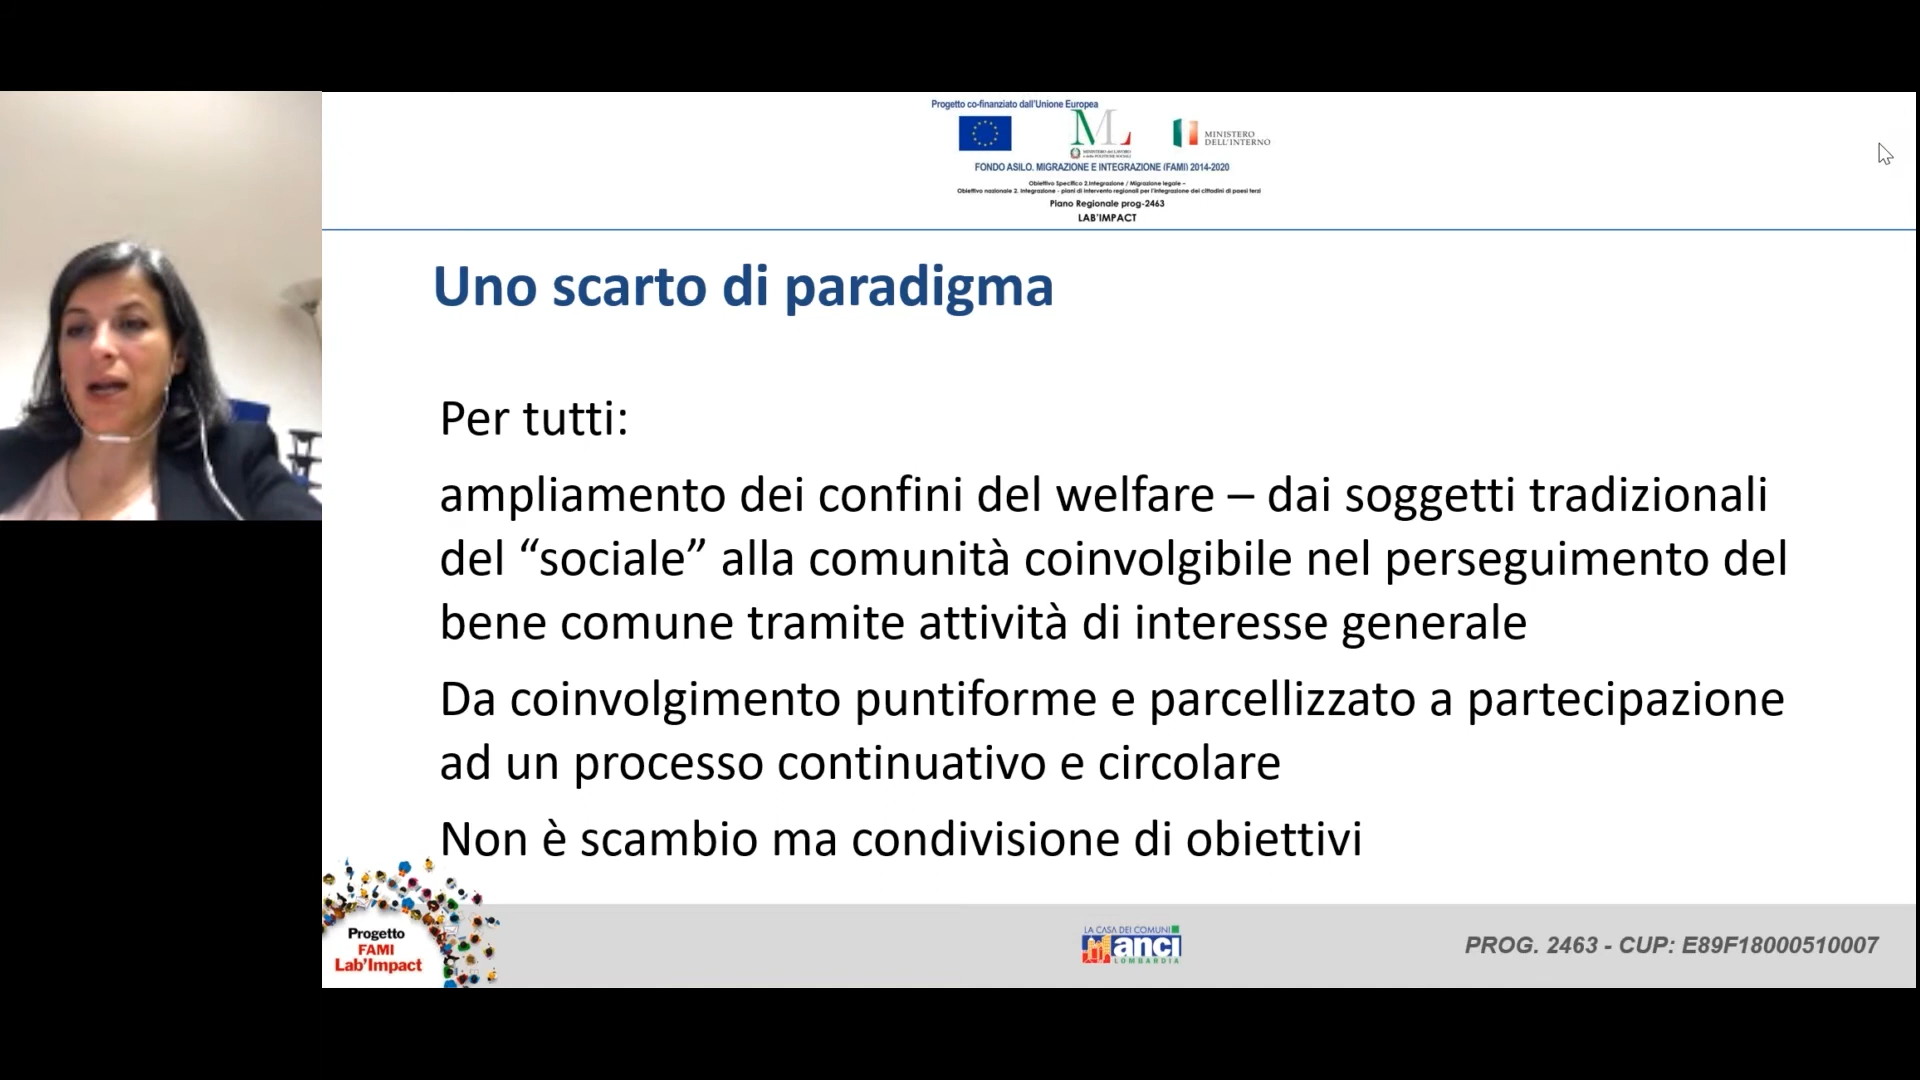 Progetto co-finanziato dall'Unione Europea
ML
MINISTERO DELL'INTERNO
FONDO ASILO, MIGRAZIONE E INTEGRAZIONE (FAMI) 2014-2020
Obiettivo Specifico 2.Integrazione / Migrazione legale –
Obiettivo nazionale 2. Integrazione - piani di intervento regionali per l'integrazione dei cittadini di paesi terzi
Piano Regionale prog-2463
LAB'IMPACT
Uno scarto di paradigma
Per tutti:
ampliamento dei confini del welfare – dai soggetti tradizionali
del “sociale” alla comunità coinvolgibile nel perseguimento del
bene comune tramite attività di interesse generale
Da coinvolgimento puntiforme e parcellizzato a partecipazione
ad un processo continuativo e circolare
Non è scambio ma condivisione di obiettivi
Progetto
FAMI
Lab'Impact
LA CASA DEI COMUNI
anci
LOMBARDIA
PROG. 2463 - CUP: E89F18000510007